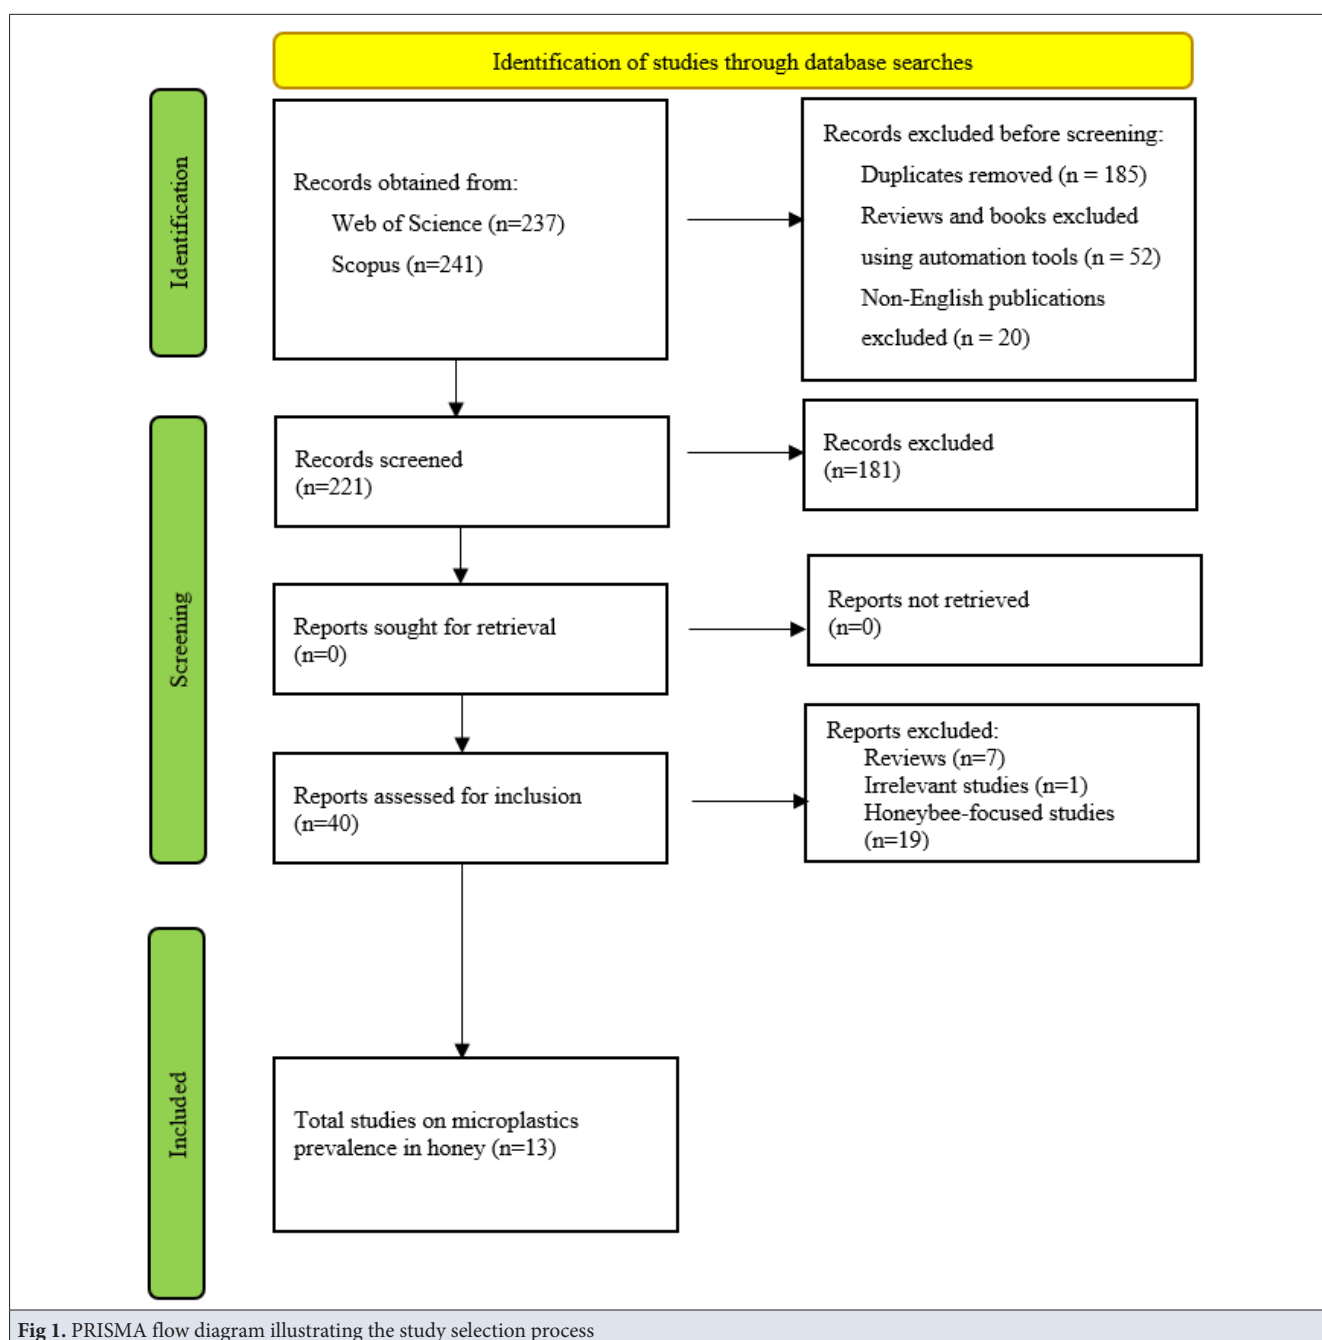 Identification of studies through database searches
Identification
Records obtained from:
Web of Science (n=237)
Scopus (n=241)
Records excluded before screening:
Duplicates removed (n = 185)
Reviews and books excluded
using automation tools (n = 52)
Non-English publications
excluded (n = 20)
Screening
Records screened
(n=221)
Records excluded
(n=181)
Reports sought for retrieval
(n=0)
Reports not retrieved
(n=0)
Reports assessed for inclusion
(n=40)
Reports excluded:
Reviews (n=7)
Irrelevant studies (n=1)
Honeybee-focused studies
(n=19)
Included
Total studies on microplastics
prevalence in honey (n=13)
Fig 1. PRISMA flow diagram illustrating the study selection process